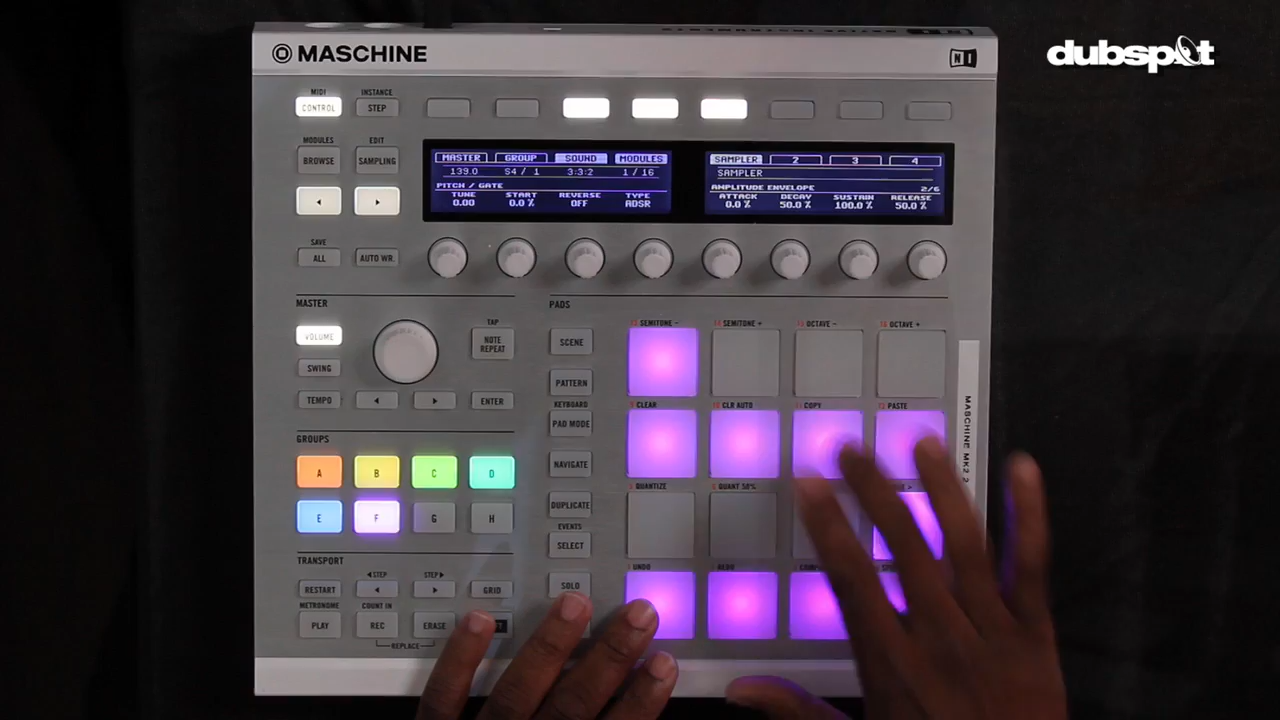 MASCHINE
dubspot
MIDI
CONTROL
INSTANCE
STEP
MODULES
BROWSE
EDIT
SAMPLING
MASTER GROUP SOUND MODULES
139.0 S4 / 1 3:3:2 1 / 16
PITCH / GATE
TUNE START REVERSE TYPE
0.00 0.0 % OFF ADSR
SAMPLER 2 3 4
SAMPLER
AMPLITUDE ENVELOPE 2/6
ATTACK DECAY SUSTAIN RELEASE
0.0 % 50.0 % 100.0 % 50.0 %
SAVE
ALL
AUTO WR.
MASTER
VOLUME
SWING
TEMPO
TAP
NOTE
REPEAT
ENTER
GROUPS
A B C D
E F G H
TRANSPORT
RESTART
◂STEP
STEP▸
GRID
METRONOME
PLAY
COUNT IN
REC
ERASE
REPLACE
PADS
SCENE
PATTERN
KEYBOARD
PAD MODE
NAVIGATE
DUPLICATE
EVENTS
SELECT
SOLO
SEMITONE -
SEMITONE +
OCTAVE -
OCTAVE +
CLEAR
CLR AUTO
COPY
PASTE
QUANTIZE
QUANT 50%
UNDO
REDO
MASCHINE MK2